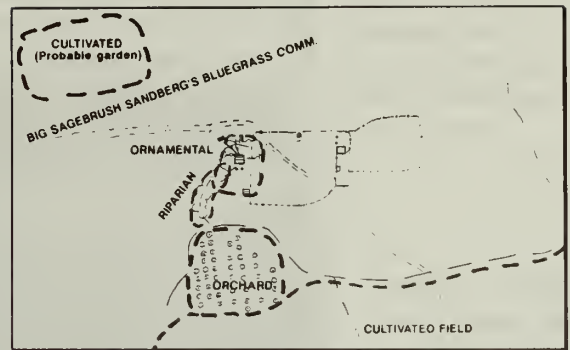 CULTIVATED
(Probable garden)
BIG SAGEBRUSH SANDBERG'S BLUEGRASS COMM.
ORNAMENTAL
RIPARIAN
ORCHARD
CULTIVATED FIELD